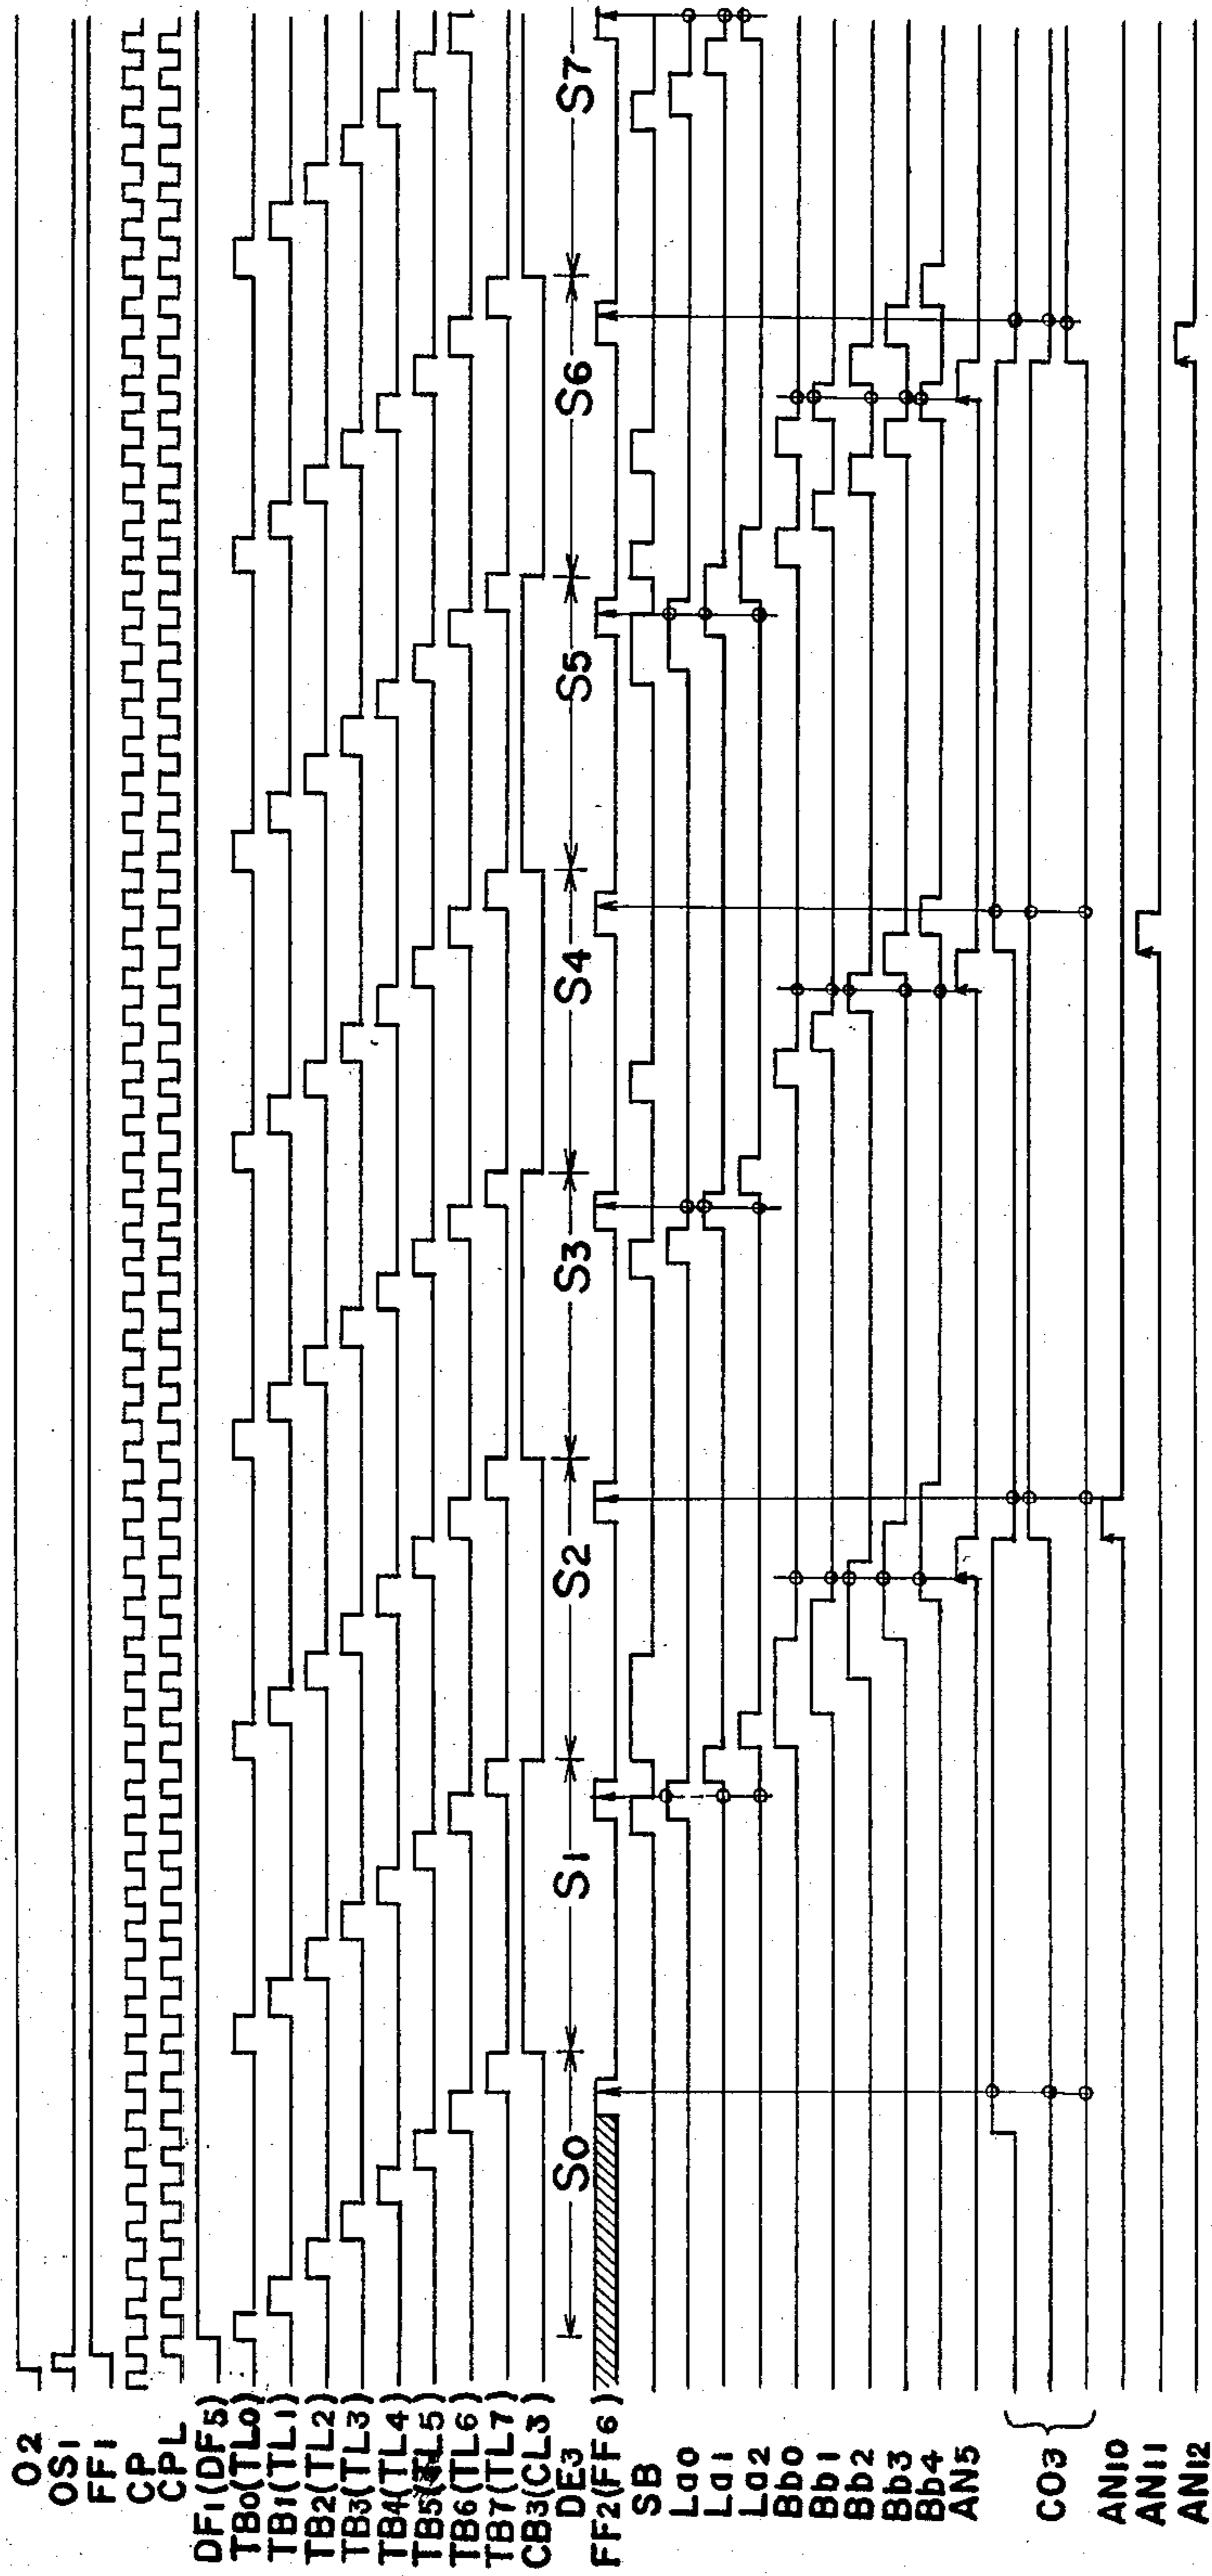 O2
OS1
FF1
CP
CPL
DF1(DF5)
TB0(TL0)
TB1(TL1)
TB2(TL2)
TB3(TL3)
TB4(TL4)
TB5(TL5)
TB6(TL6)
TB7(TL7)
CB3(CL3)
DE3
S0 S1 S2 S3 S4 S5 S6 S7
FF2(FF6)
SB
La0
La1
La2
Bb0
Bb1
Bb2
Bb3
Bb4
AN5
CO3
AN10
AN11
AN12